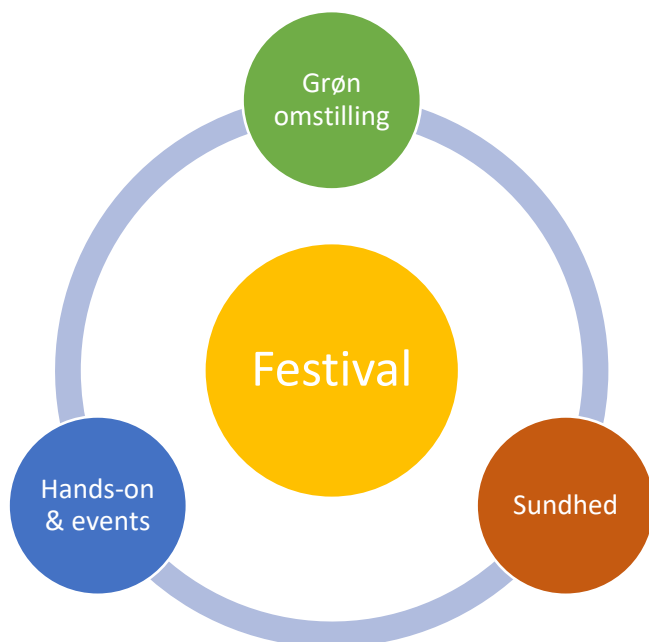 Grøn
omstilling
Festival
Hands-on
& events
Sundhed